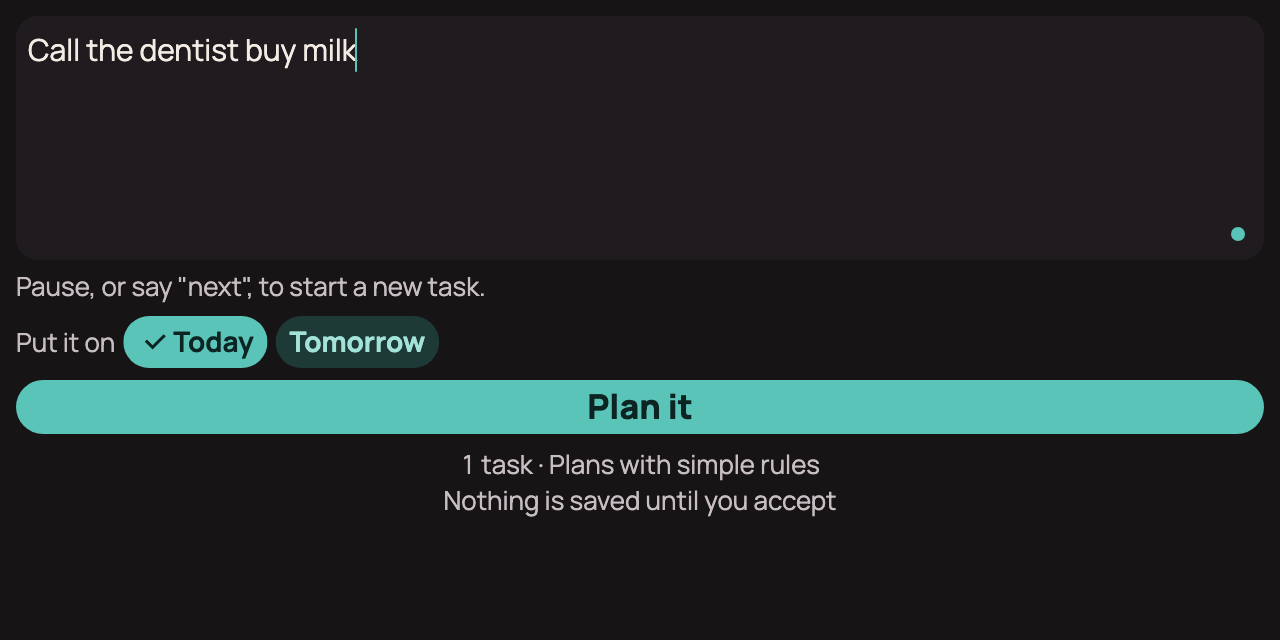 Call the dentist buy milk
Pause, or say "next", to start a new task.
Put it on Today Tomorrow
Plan it
1 task · Plans with simple rules
Nothing is saved until you accept